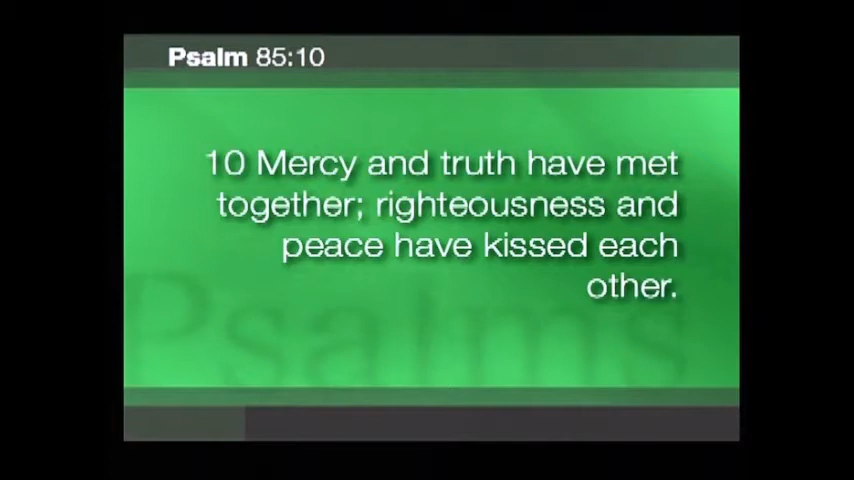 Psalm 85:10
10 Mercy and truth have met
together; righteousness and
peace have kissed each
other.
Psalms